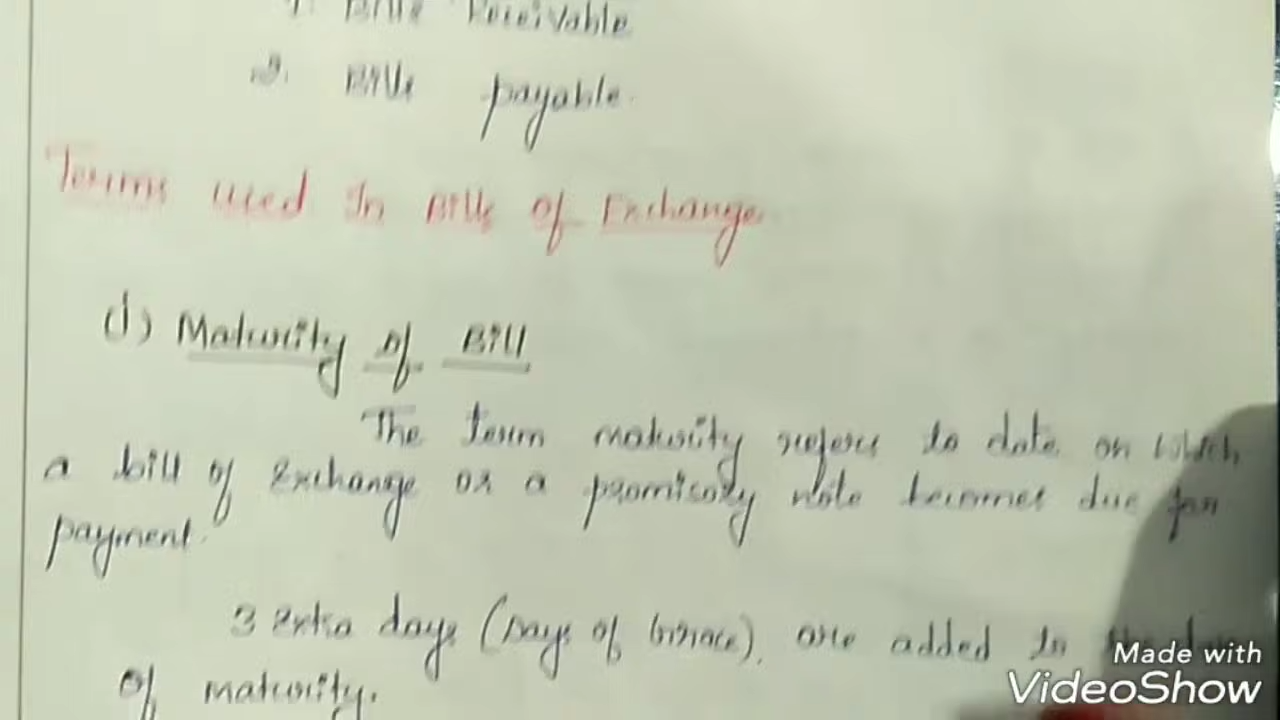 1. Bills Receivable
2. Bills payable.
Terms used In Bills of Exchange
(1) Maturity of Bill
The term maturity refers to date on which
a bill of Exchange or a promisory note becomes due for
payment.
3 Extra days (Days of Grace), are added to
of maturity.
Made with
VideoShow